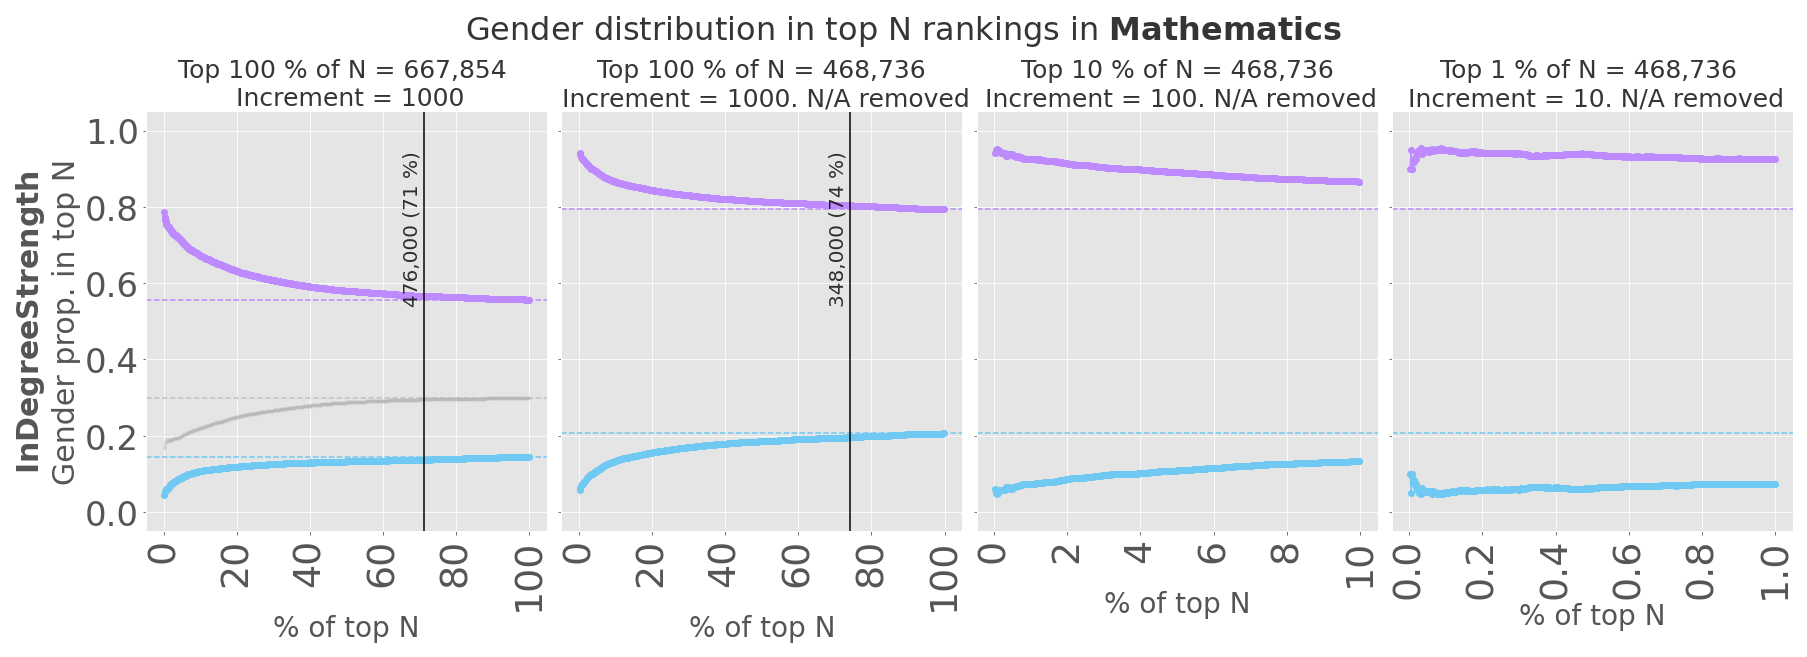 Gender distribution in top N rankings in Mathematics
Top 100 % of N = 667,854
Increment = 1000
Top 100 % of N = 468,736
Increment = 1000. N/A removed
Top 10 % of N = 468,736
Increment = 100. N/A removed
Top 1 % of N = 468,736
Increment = 10. N/A removed
InDegreeStrength
Gender prop. in top N
1.0
0.8
0.6
0.4
0.2
0.0
476,000 (71 %)
348,000 (74 %)
0 20 40 60 80 100
% of top N
0 20 40 60 80 100
% of top N
0 2 4 6 8 10
% of top N
0.0 0.2 0.4 0.6 0.8 1.0
% of top N